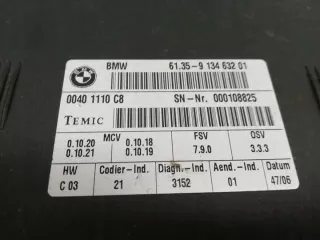 BMW 61.35-9 134 632 01
0040 1110 C8 SN-Nr. 000108825
TEMIC
MCV FSV OSV
0.10.20 0.10.18 7.9.0 3.3.3
0.10.21 0.10.19
HW Codier-Ind. Diagn.-Ind. Aend.-Ind. Datum
C 03 21 3152 01 47/06